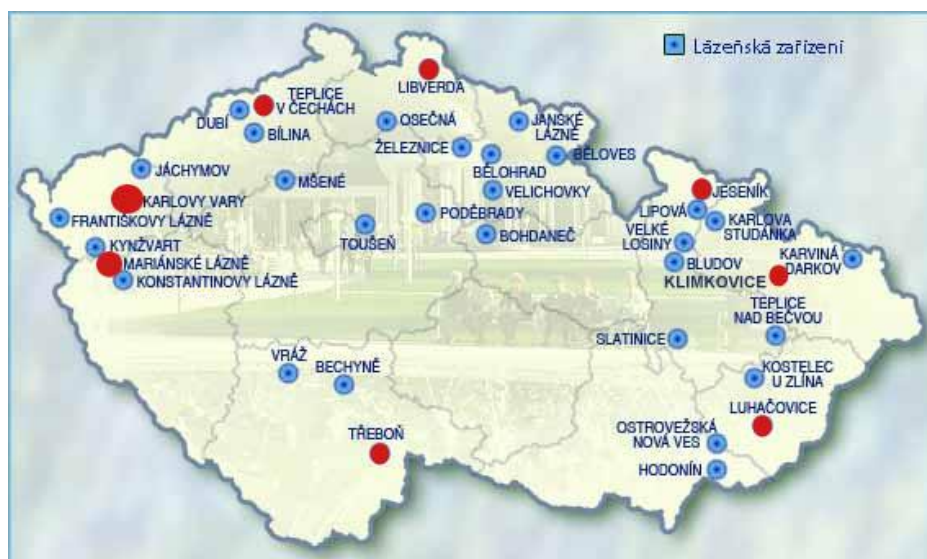 Lázeňská zařízení
LIBVERDA
TEPLICE
V ČECHÁCH
DUBÍ
BÍLINA
OSEČNÁ
JANSKÉ
LÁZNĚ
ŽELEZNICE
BĚLOVES
BĚLOHRAD
JÁCHYMOV
MŠENÉ
VELICHOVKY
KARLOVY VARY
JESENÍK
FRANTIŠKOVY LÁZNĚ
PODĚBRADY
LIPOVÁ
KARLOVA
STUDÁNKA
TOUŠEŇ
BOHDANEČ
VELKÉ
LOSINY
KYNŽVART
MARIÁNSKÉ LÁZNĚ
BLUDOV
KARVINÁ
DARKOV
KONSTANTINOVY LÁZNĚ
KLIMKOVICE
TEPLICE
NAD BEČVOU
SLATINICE
VRÁŽ
BECHYNĚ
KOSTELEC
U ZLÍNA
LUHAČOVICE
TŘEBOŇ
OSTROVEŽSKÁ
NOVÁ VES
HODONÍN